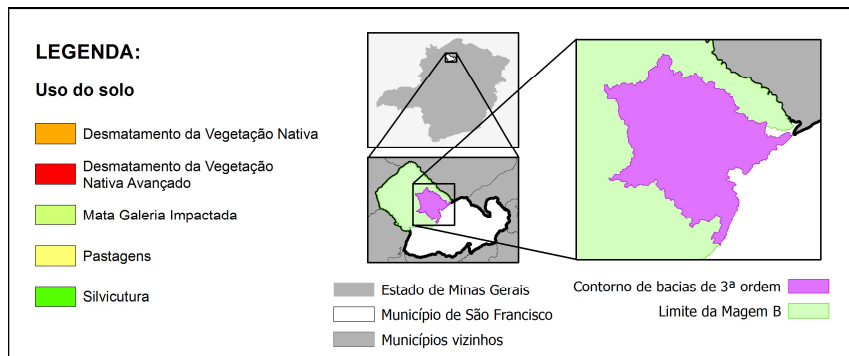 LEGENDA:
Uso do solo
Desmatamento da Vegetação Nativa
Desmatamento da Vegetação
Nativa Avançado
Mata Galeria Impactada
Pastagens
Silvicutura
Estado de Minas Gerais
Município de São Francisco
Municípios vizinhos
Contorno de bacias de 3ª ordem
Limite da Magem B